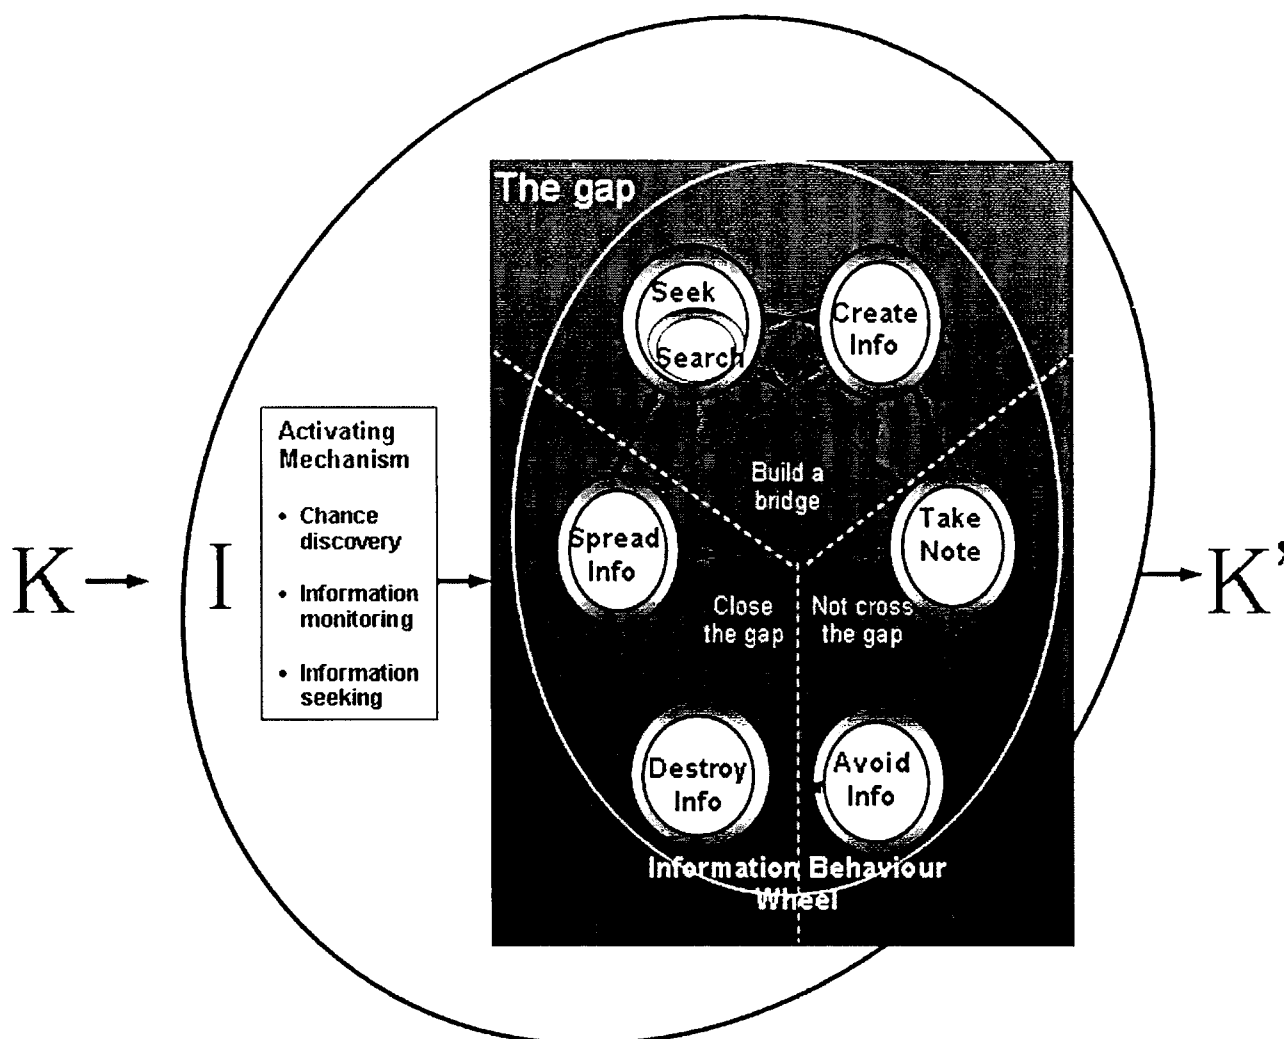 The gap
Seek
Search
Create
Info
Activating
Mechanism
• Chance
discovery
• Information
monitoring
• Information
seeking
K
I
Build a
bridge
Spread
Info
Take
Note
Close
the gap
Not cross
the gap
K’
Destroy
Info
Avoid
Info
Information Behaviour
Wheel